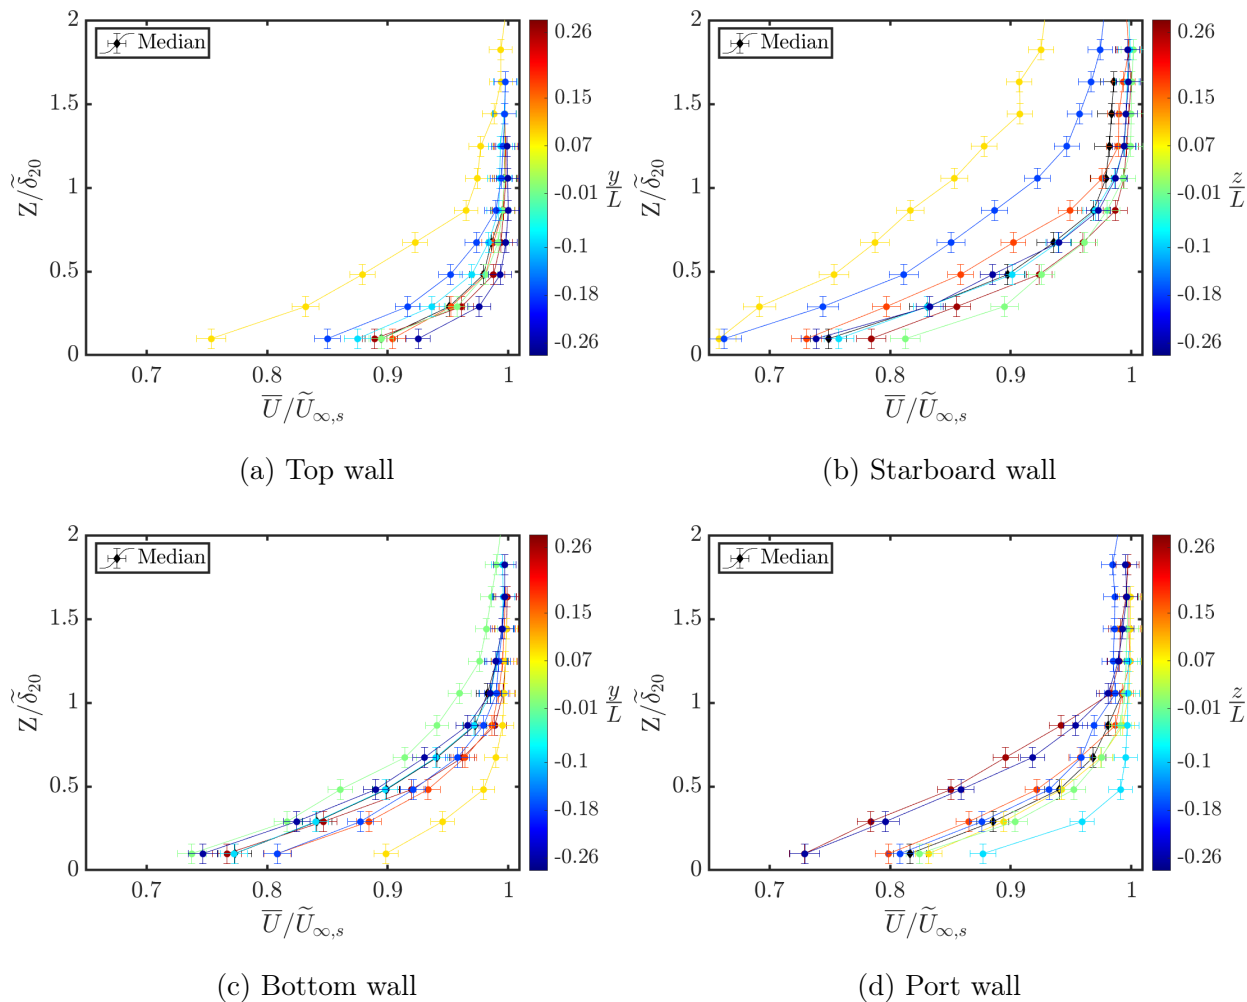 2
1.5
1
0.5
0
Z/δ̃₂₀
Median
0.7 0.8 0.9 1
U̅/Ũ∞,s
0.26
0.15
0.07
-0.01
-0.1
-0.18
-0.26
y/L
(a) Top wall
2
1.5
1
0.5
0
Z/δ̃₂₀
Median
0.7 0.8 0.9 1
U̅/Ũ∞,s
0.26
0.15
0.07
-0.01
-0.1
-0.18
-0.26
z/L
(b) Starboard wall
2
1.5
1
0.5
0
Z/δ̃₂₀
Median
0.7 0.8 0.9 1
U̅/Ũ∞,s
0.26
0.15
0.07
-0.01
-0.1
-0.18
-0.26
y/L
(c) Bottom wall
2
1.5
1
0.5
0
Z/δ̃₂₀
Median
0.7 0.8 0.9 1
U̅/Ũ∞,s
0.26
0.15
0.07
-0.01
-0.1
-0.18
-0.26
z/L
(d) Port wall